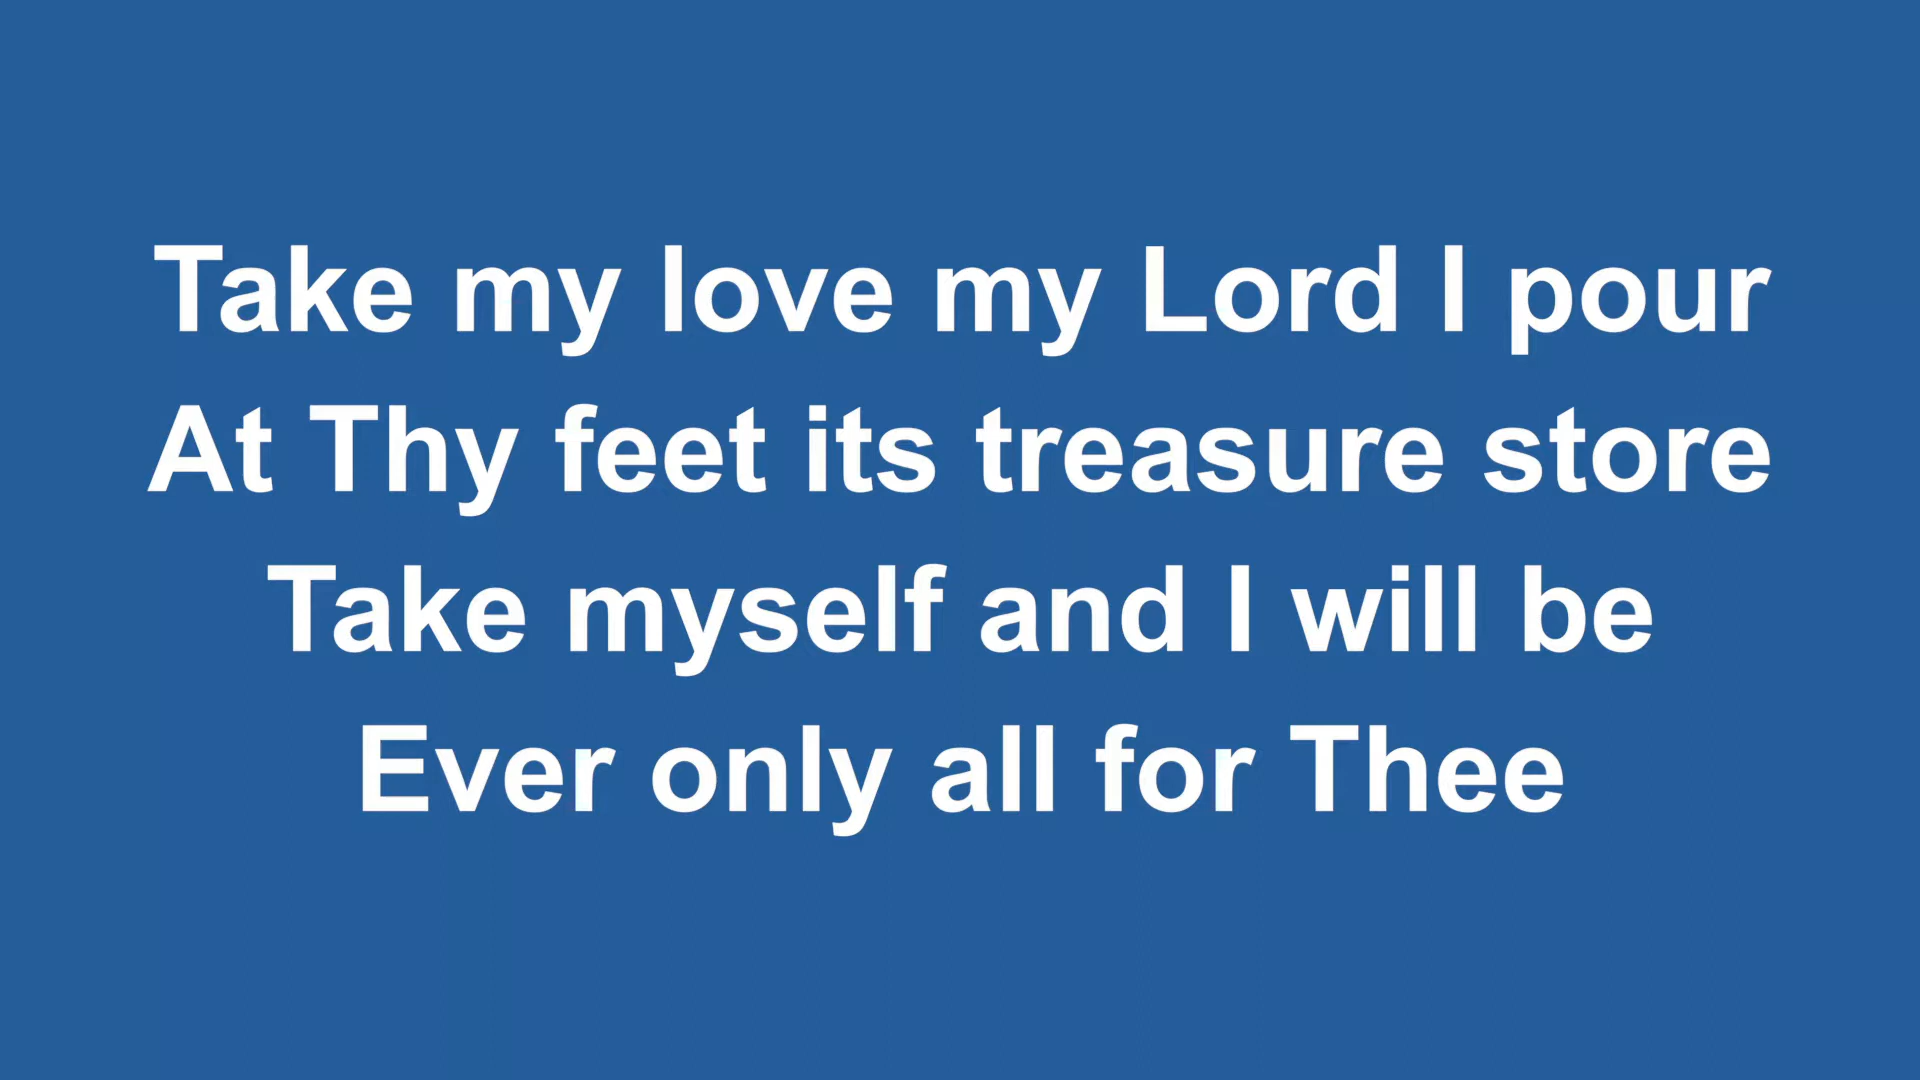 Take my love my Lord I pour
At Thy feet its treasure store
Take myself and I will be
Ever only all for Thee